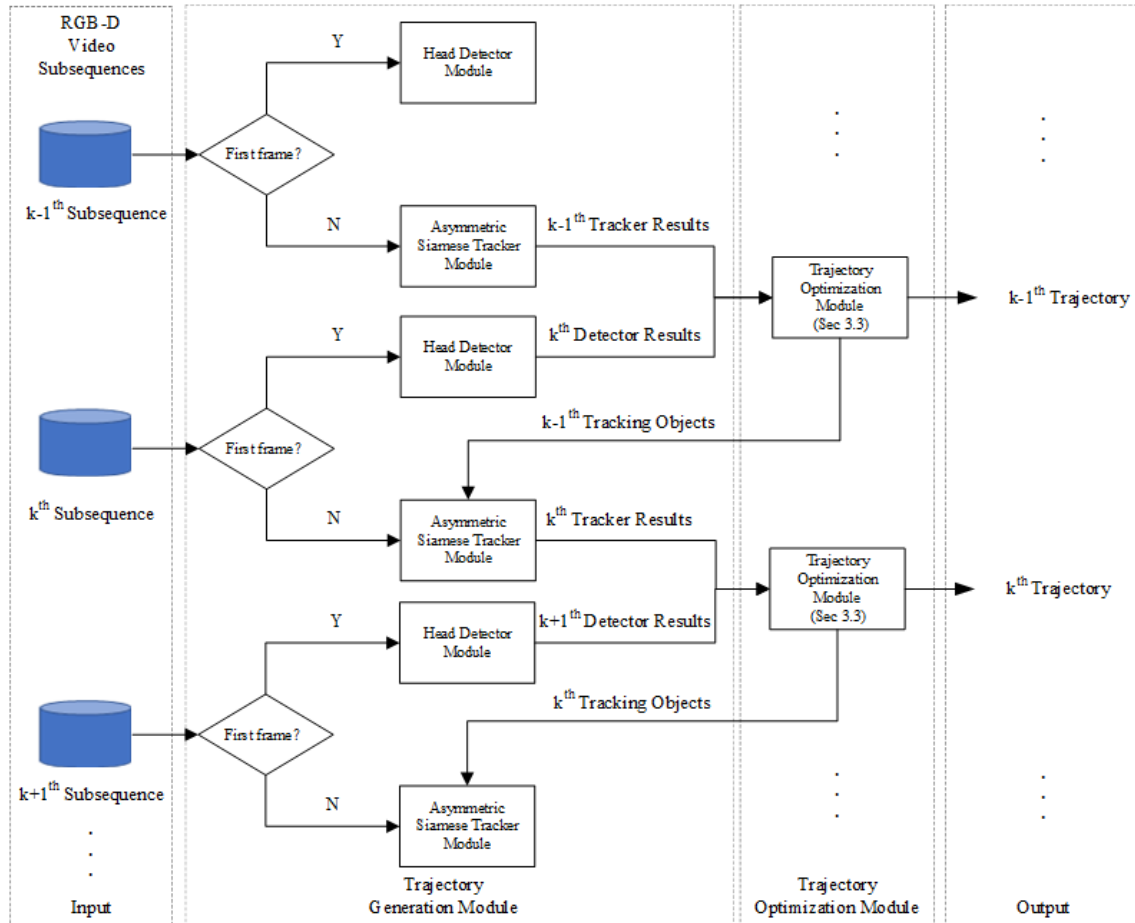 RGB-D
Video
Subsequences
Y
Head Detector
Module
First frame?
k-1th Subsequence
N
Asymmetric
Siamese Tracker
Module
k-1th Tracker Results
Trajectory
Optimization
Module
(Sec 3.3)
k-1th Trajectory
Y
Head Detector
Module
kth Detector Results
First frame?
k-1th Tracking Objects
kth Subsequence
N
Asymmetric
Siamese Tracker
Module
kth Tracker Results
Trajectory
Optimization
Module
(Sec 3.3)
kth Trajectory
Y
Head Detector
Module
k+1th Detector Results
First frame?
kth Tracking Objects
k+1th Subsequence
N
Asymmetric
Siamese Tracker
Module
Input
Trajectory
Generation Module
Trajectory
Optimization Module
Output